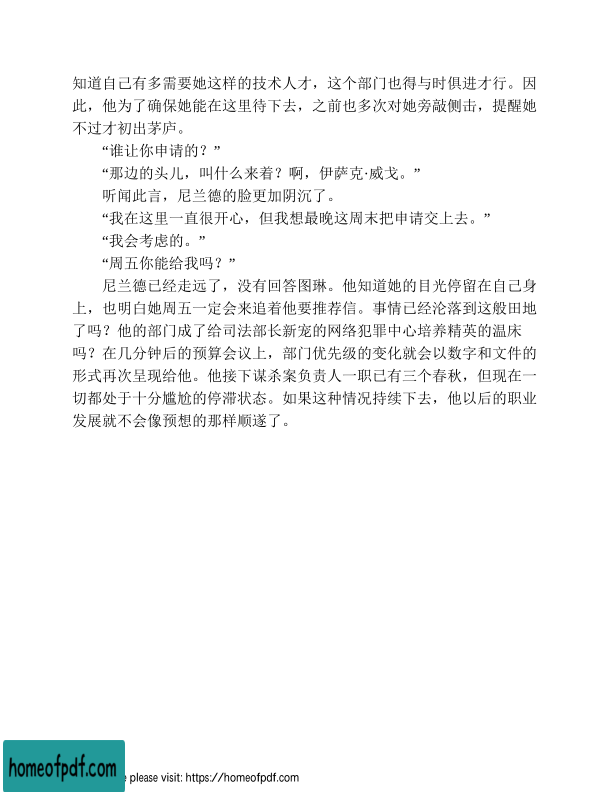 知道自己有多需要她这样的技术人才，这个部门也得与时俱进才行。因
此，他为了确保她能在这里待下去，之前也多次对她旁敲侧击，提醒她
不过才初出茅庐。
“谁让你申请的？”
“那边的头儿，叫什么来着？啊，伊萨克·威戈。”
听闻此言，尼兰德的脸更加阴沉了。
“我在这里一直很开心，但我想最晚这周末把申请交上去。”
“我会考虑的。”
“周五你能给我吗？”
尼兰德已经走远了，没有回答图琳。他知道她的目光停留在自己身
上，也明白她周五一定会来追着他要推荐信。事情已经沦落到这般田地
了吗？他的部门成了给司法部长新宠的网络犯罪中心培养精英的温床
吗？在几分钟后的预算会议上，部门优先级的变化就会以数字和文件的
形式再次呈现给他。他接下谋杀案负责人一职已有三个春秋，但现在一
切都处于十分尴尬的停滞状态。如果这种情况持续下去，他以后的职业
发展就不会像预想的那样顺遂了。
homeofpdf.com
e please visit: https://homeofpdf.com